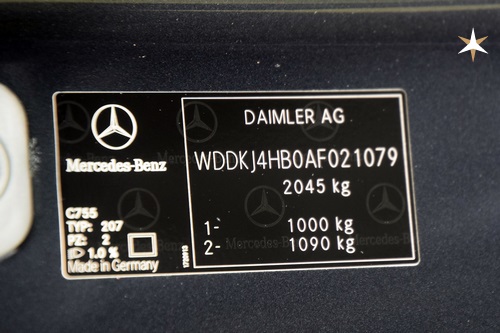 Mercedes-Benz
C755
TYP: 207
PZ: 2
1.0 %
Made in Germany
DAIMLER AG
WDDKJ4HB0AF021079
2045 kg
1- 1000 kg
2- 1090 kg